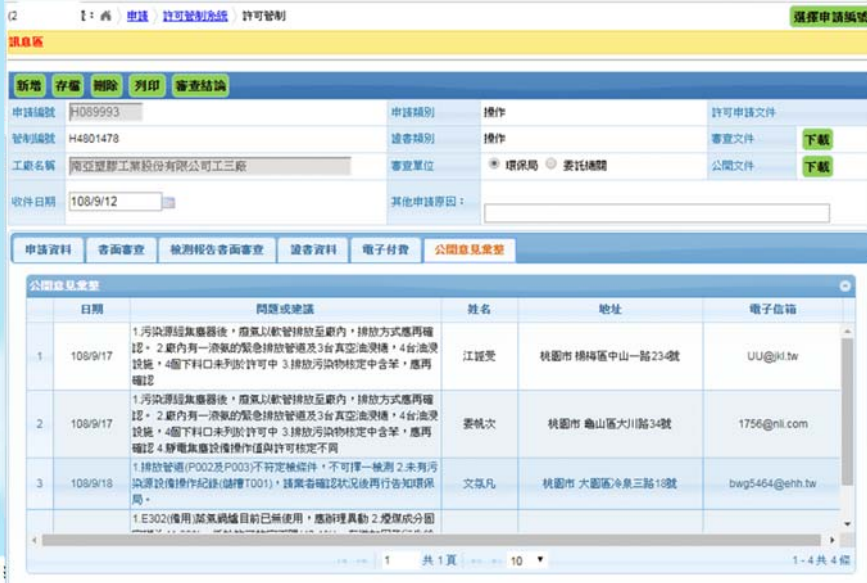 申請 許可管制系統 許可管制
選擇申請編號
訊息區
新增 存檔 刪除 列印 審查結論
申請編號 H089993 申請類別 操作 許可申請文件
管制編號 H4801478 證書類別 操作 審查文件 下載
工廠名稱 南亞塑膠工業股份有限公司工三廠 審查單位 環保局 委託機關 公開文件 下載
收件日期 108/9/12 其他申請原因:
申請資料 書面審查 檢測報告書面審查 證書資料 電子付費 公開意見彙整
公開意見彙整
日期 問題或建議 姓名 地址 電子信箱
1.污染源經集塵器後,廢氣以軟管排放至廠內,排放方式應再確
認。 2.廠內有一液氨的緊急排放管道及3台真空油浸機,4台油浸
設施,4個下料口未列於許可中 3.排放污染物核定中含苯,應再
確認
1 108/9/17 江誣受 桃園市 楊梅區中山一路234號 UU@jkl.tw
1.污染源經集塵器後,廢氣以軟管排放至廠內,排放方式應再確
認。 2.廠內有一液氨的緊急排放管道及3台真空油浸機,4台油浸
設施,4個下料口未列於許可中 3.排放污染物核定中含苯,應再
確認 4.靜電集塵設備操作值與許可核定不同
2 108/9/17 委帆次 桃園市 龜山區大川路34號 1756@nli.com
1.排放管道(P002及P003)不符定檢條件,不可擇一檢測 2.未有污
染源設備操作紀錄(儲槽T001),請業者確認狀況後再行告知環保
局。
3 108/9/18 文氛凡 桃園市 大園區冷泉三路18號 bwg5464@ehh.tw
1.E302(備用)蒸氣鍋爐目前已無使用,應辦理異動 2.燈煤成分固
1 共 1 頁 10 1 - 4 共 4 條